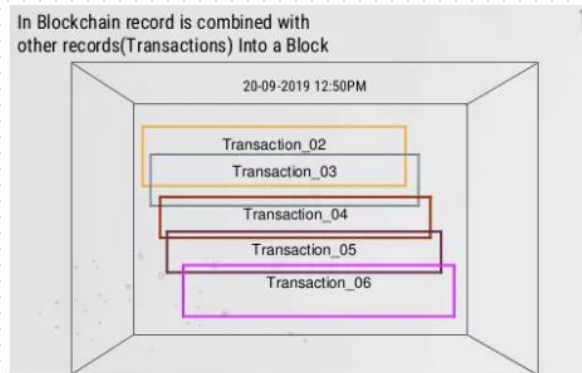 In Blockchain record is combined with
other records(Transactions) Into a Block
20-09-2019 12:50PM
Transaction_02
Transaction_03
Transaction_04
Transaction_05
Transaction_06